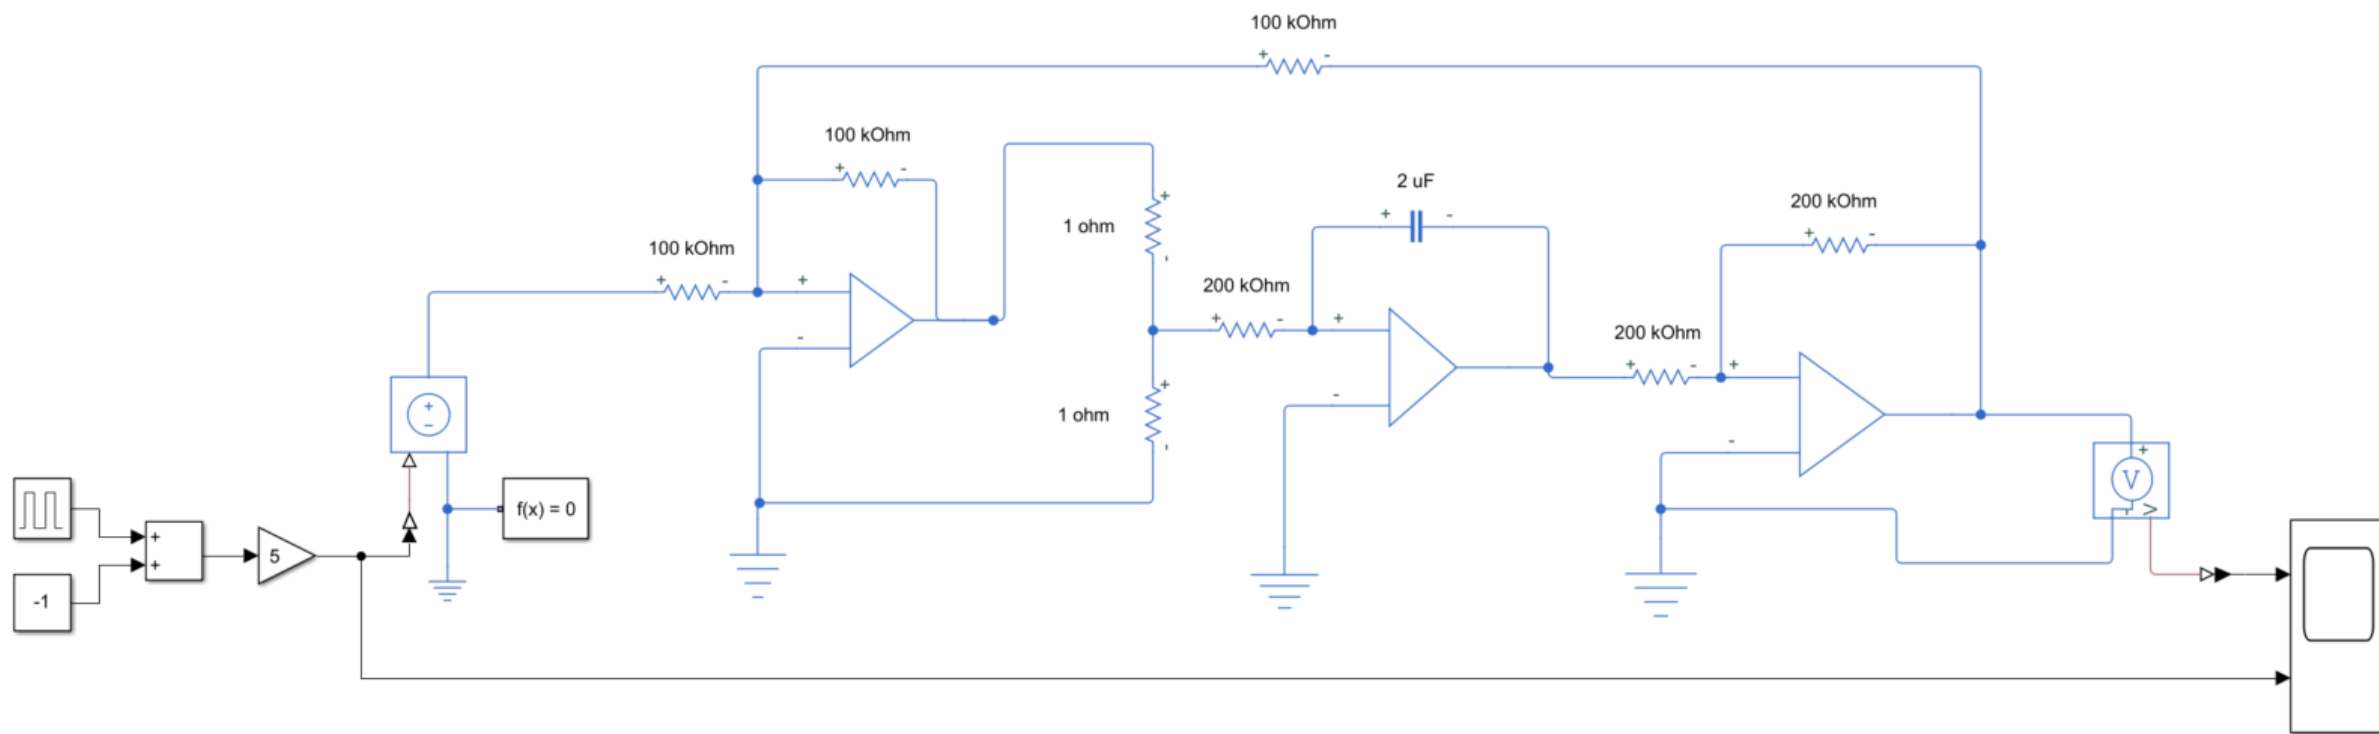 100 kOhm
+ -
100 kOhm
+ -
100 kOhm
+ -
+
-
1 ohm
+
-
1 ohm
+
-
2 uF
+ -
200 kOhm
+ -
+
-
200 kOhm
+ -
200 kOhm
+ -
+
-
+
-
f(x) = 0
+
+
-1
5
+
V
-
V